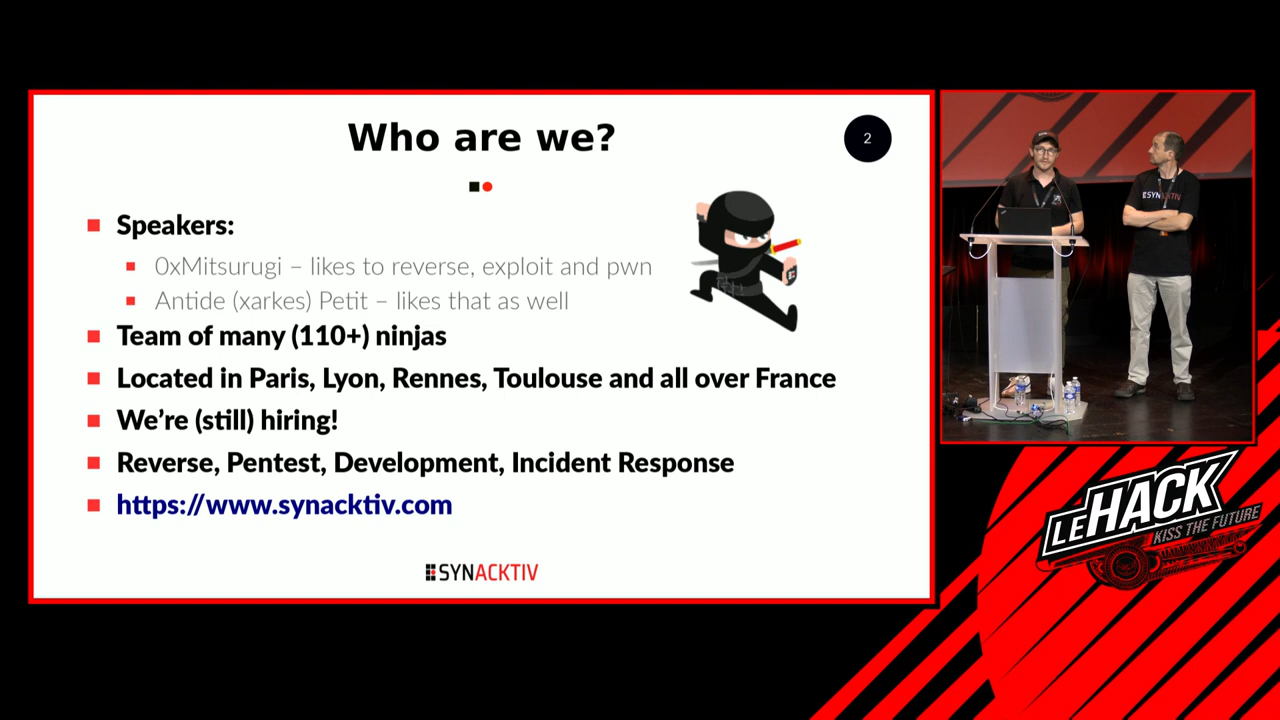 Who are we?
2
Speakers:
0xMitsurugi – likes to reverse, exploit and pwn
Antide (xarkes) Petit – likes that as well
Team of many (110+) ninjas
Located in Paris, Lyon, Rennes, Toulouse and all over France
We’re (still) hiring!
Reverse, Pentest, Development, Incident Response
https://www.synacktiv.com
SYNACKTIV
SYNACKTIV
LEHACK
KISS THE FUTURE